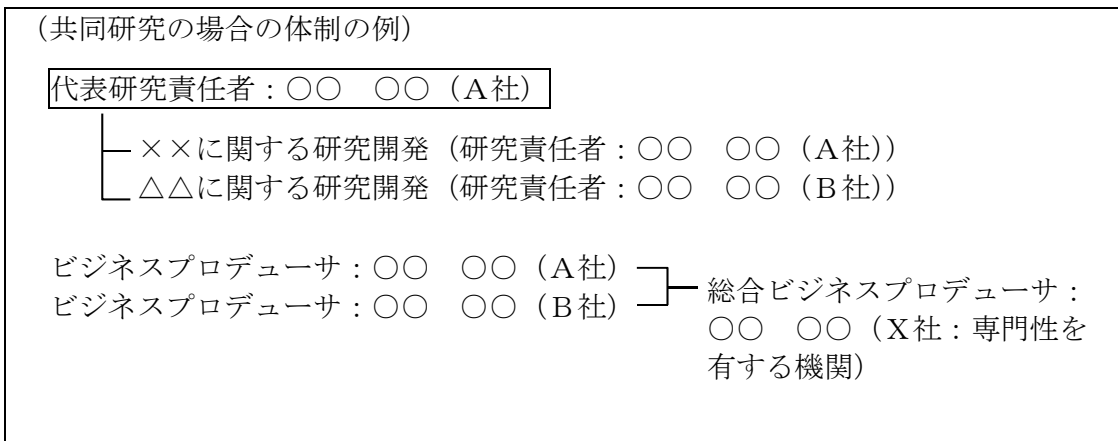 （共同研究の場合の体制の例）
代表研究責任者：○○　○○（Ａ社）
××に関する研究開発（研究責任者：○○　○○（Ａ社））
△△に関する研究開発（研究責任者：○○　○○（Ｂ社））
ビジネスプロデューサ：○○　○○（Ａ社）
ビジネスプロデューサ：○○　○○（Ｂ社）
総合ビジネスプロデューサ：
○○　○○（Ｘ社：専門性を
有する機関）